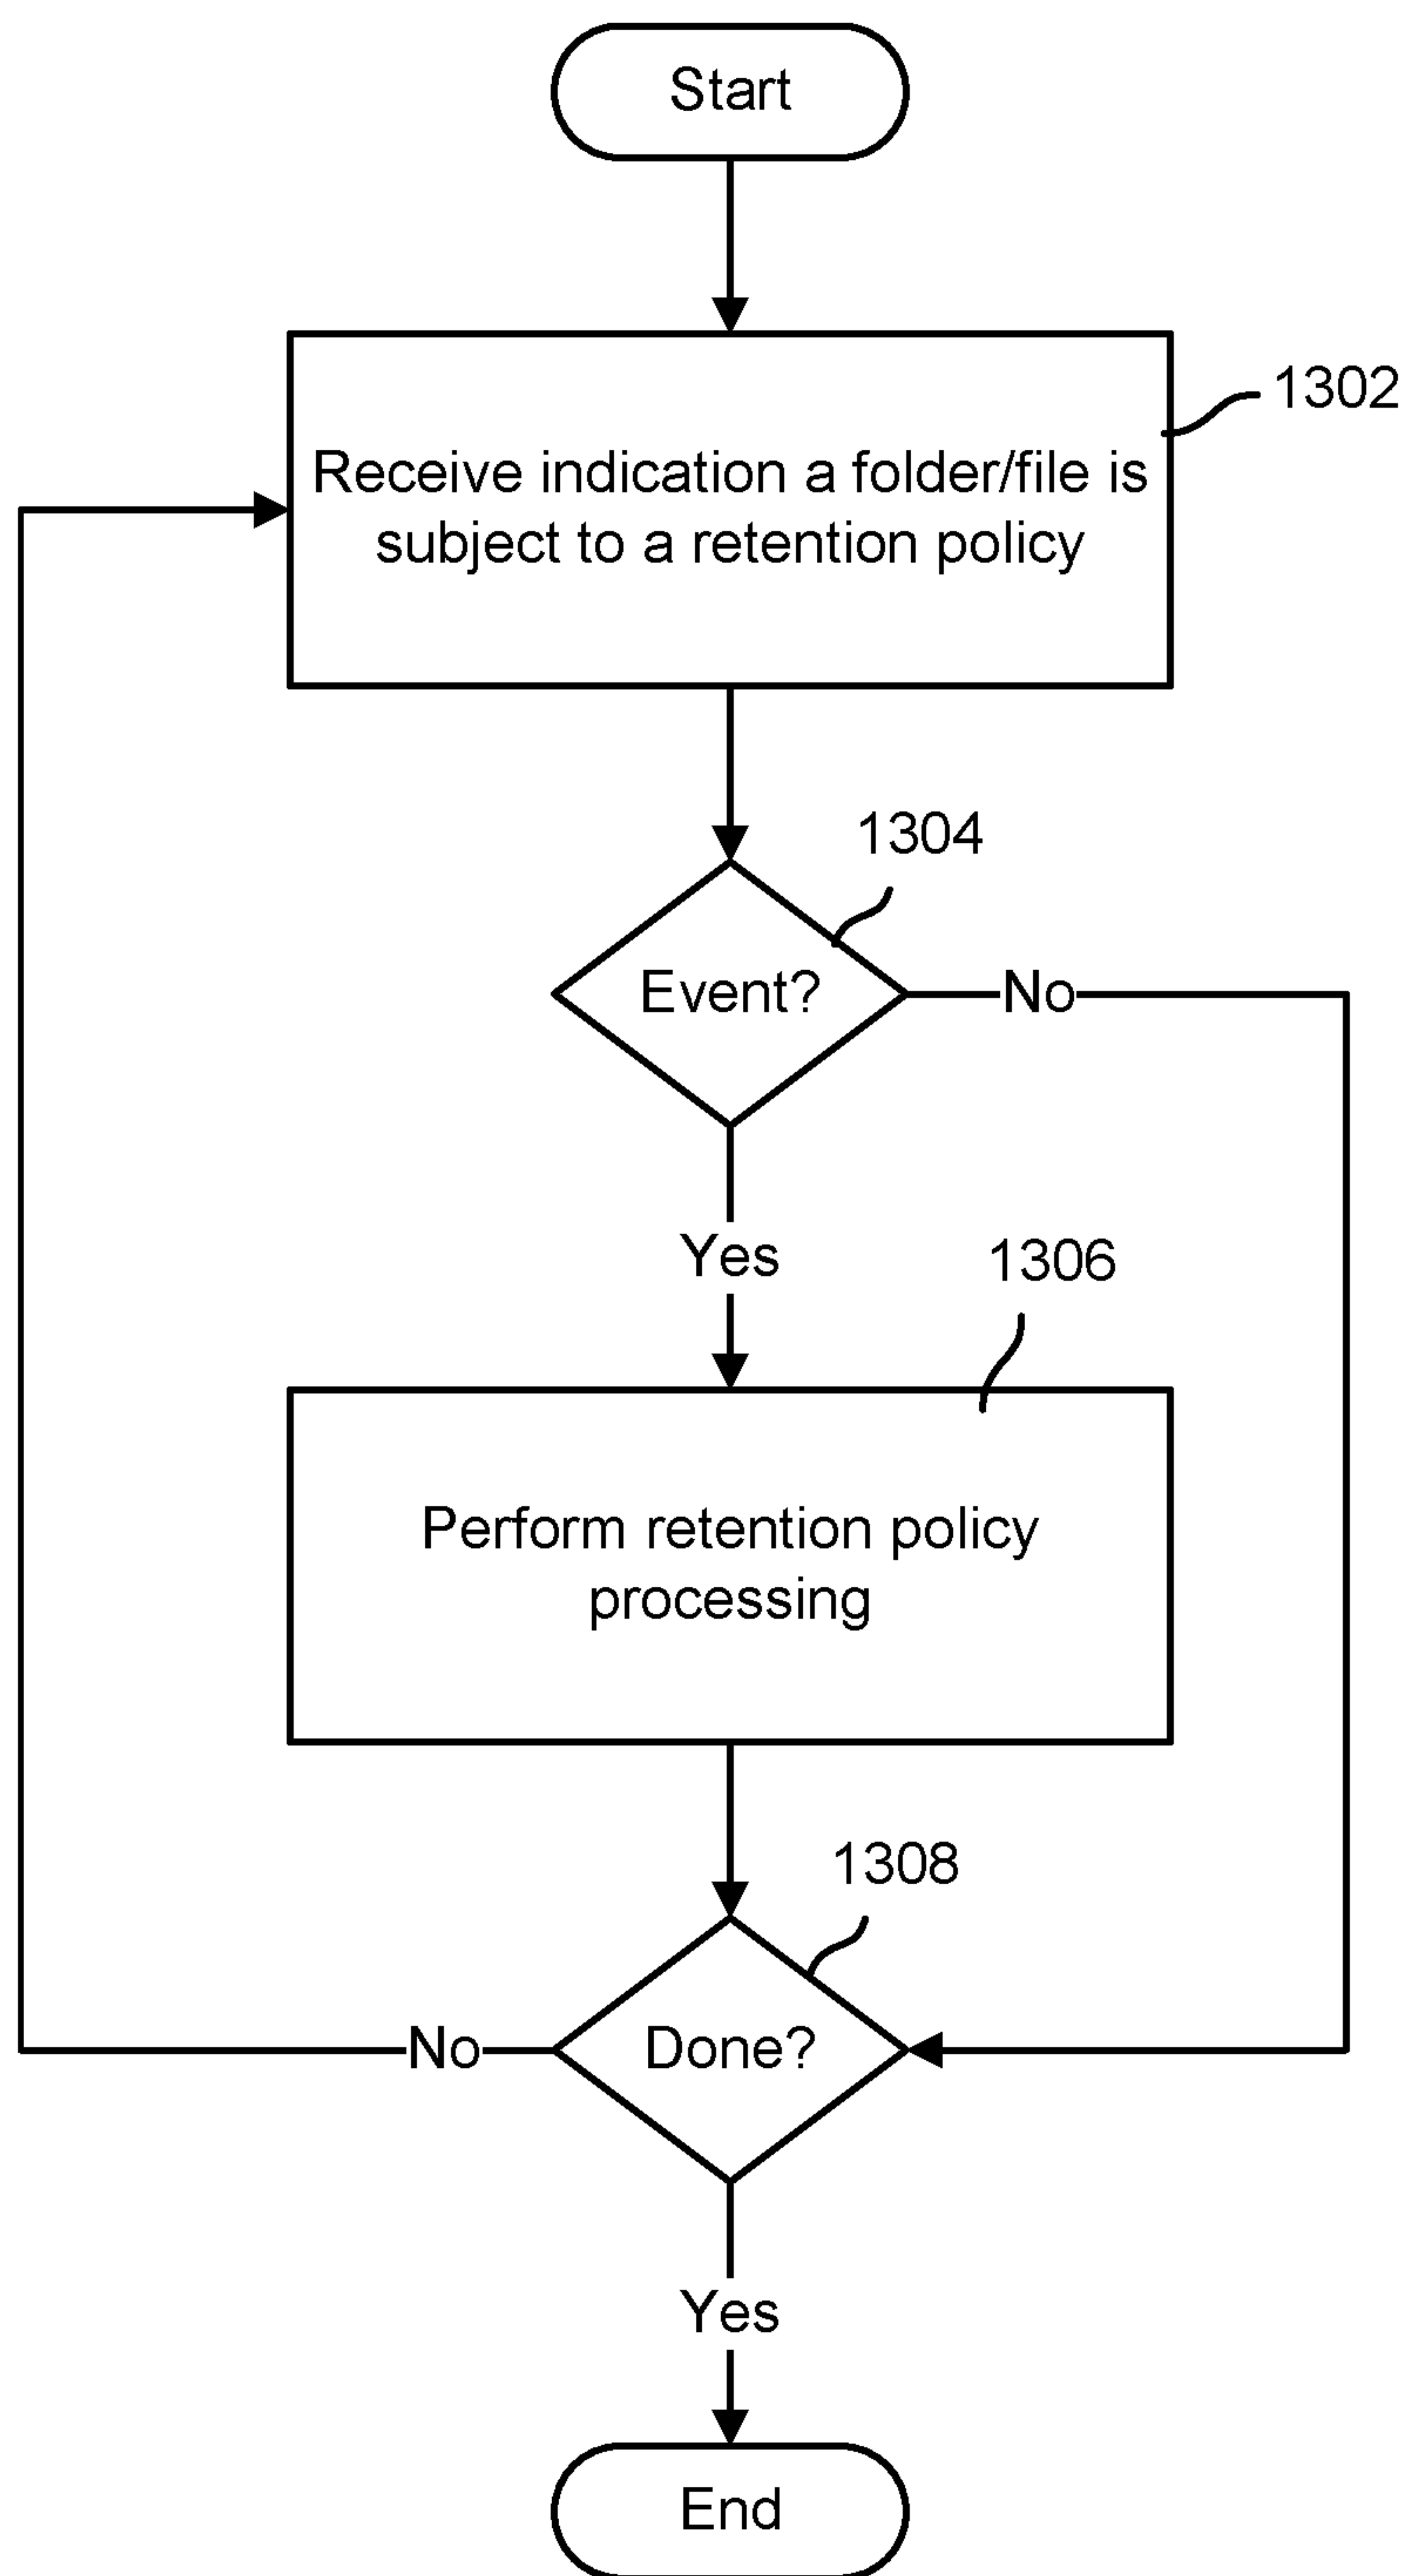 Start
1302
Receive indication a folder/file is
subject to a retention policy
1304
Event?
No
Yes
1306
Perform retention policy
processing
1308
No
Done?
Yes
End